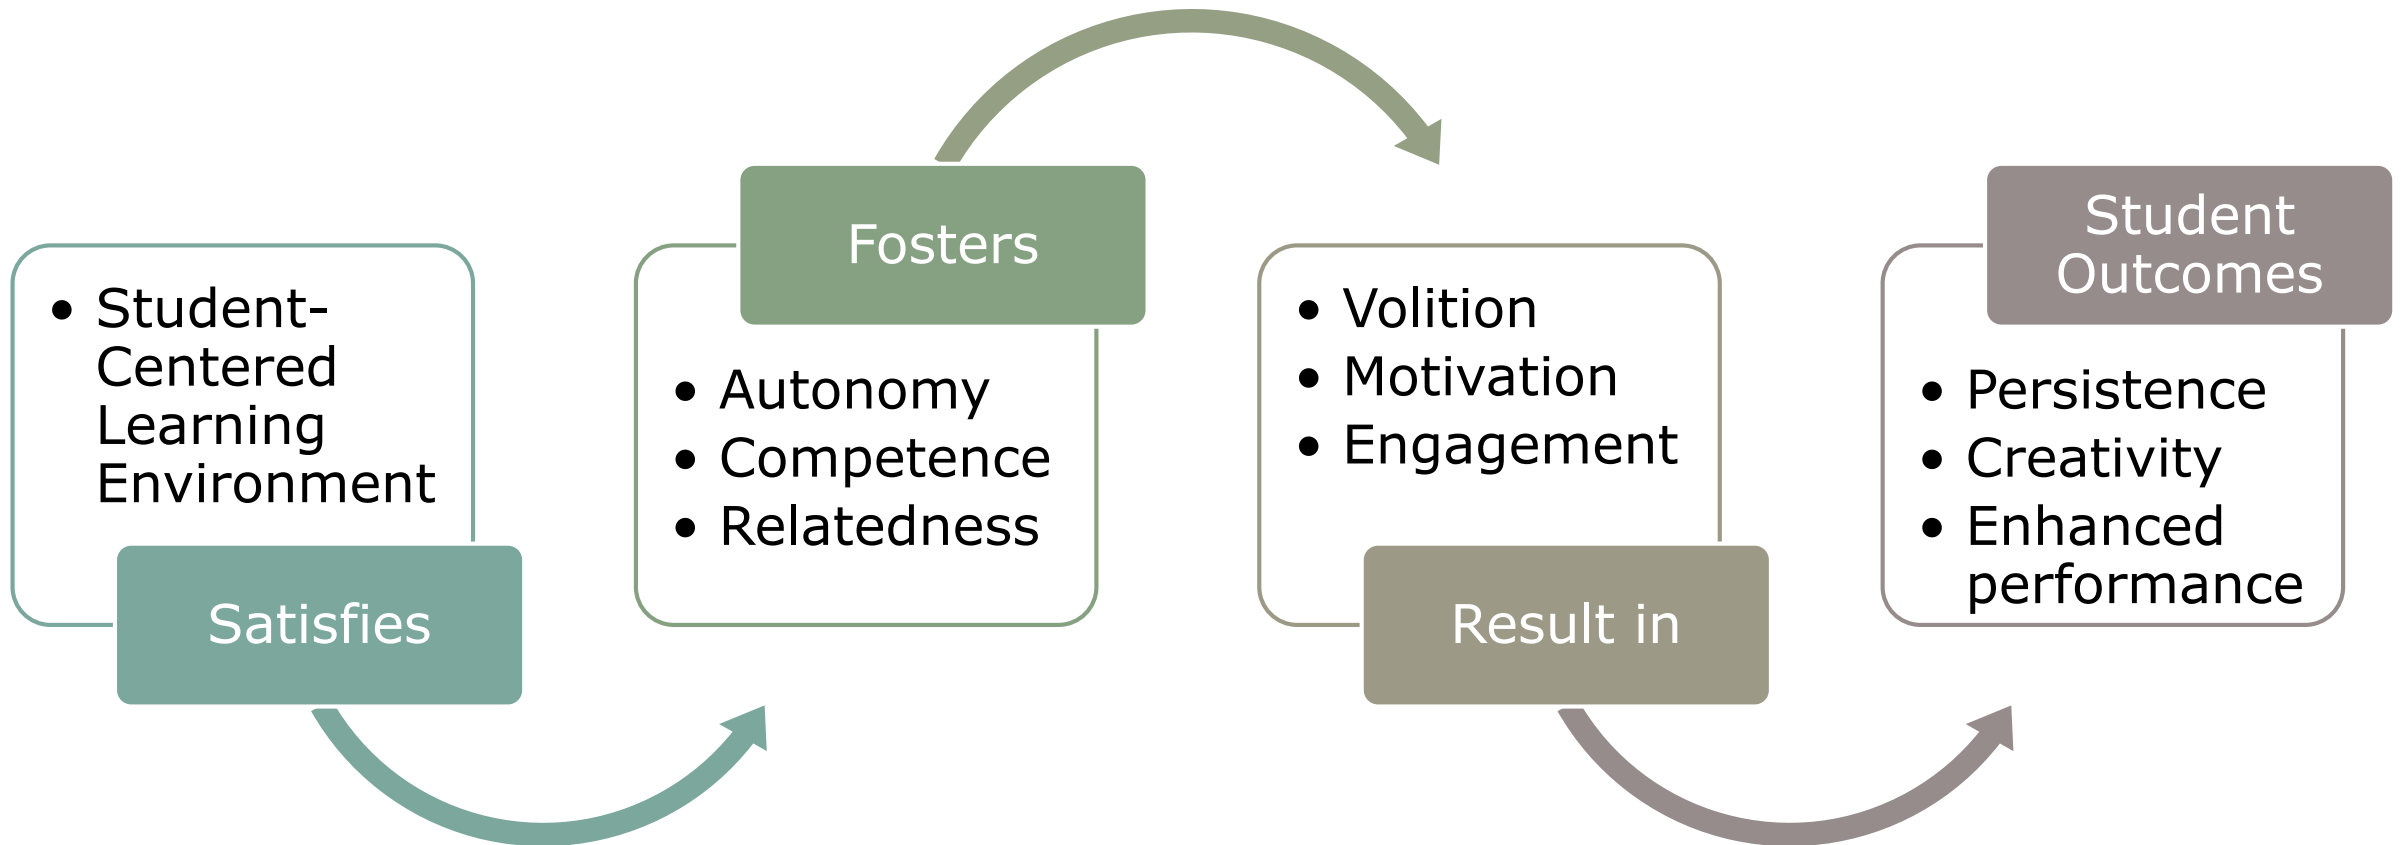 • Student-
Centered
Learning
Environment
Satisfies
Fosters
• Autonomy
• Competence
• Relatedness
• Volition
• Motivation
• Engagement
Result in
Student
Outcomes
• Persistence
• Creativity
• Enhanced
performance